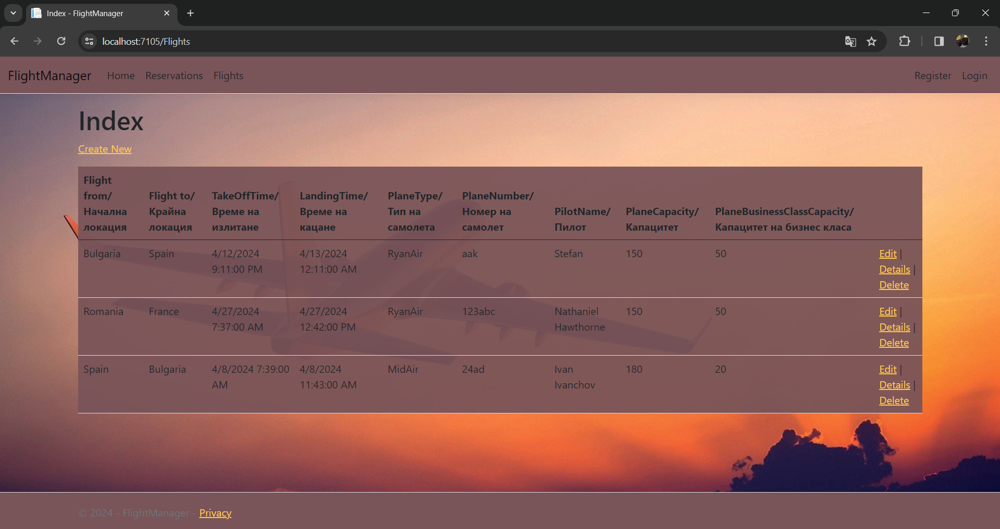 Index - FlightManager
localhost:7105/Flights
FlightManager Home Reservations Flights Register Login
Index
Create New
Flight from/ Начална локация
Flight to/ Крайна локация
TakeOffTime/ Време на излитане
LandingTime/ Време на кацане
PlaneType/ Тип на самолета
PlaneNumber/ Номер на самолет
PilotName/ Пилот
PlaneCapacity/ Капацитет
PlaneBusinessClassCapacity/ Капацитет на бизнес класа
Bulgaria Spain 4/12/2024 4/13/2024 RyanAir aak Stefan 150 50 Edit |
9:11:00 PM 12:11:00 AM Details |
Delete
Romania France 4/27/2024 4/27/2024 RyanAir 123abc Nathaniel 150 50 Edit |
7:37:00 AM 12:42:00 PM Hawthorne Details |
Delete
Spain Bulgaria 4/8/2024 7:39:00 4/8/2024 MidAir 24ad Ivan 180 20 Edit |
AM 11:43:00 AM Ivanchov Details |
Delete
© 2024 - FlightManager - Privacy